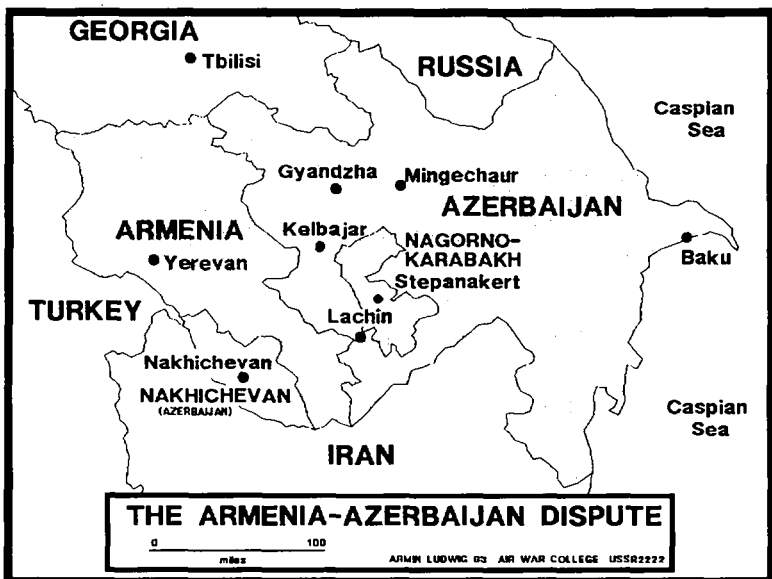 GEORGIA
Tbilisi
RUSSIA
Caspian
Sea
Gyandzha
Mingechaur
AZERBAIJAN
ARMENIA
Kelbajar
NAGORNO-
KARABAKH
Yerevan
Baku
Stepanakert
TURKEY
Lachin
Nakhichevan
NAKHICHEVAN
(AZERBAIJAN)
Caspian
Sea
IRAN
THE ARMENIA-AZERBAIJAN DISPUTE
0 100
miles
ARMIN LUDWIG 93 AIR WAR COLLEGE USSR2222